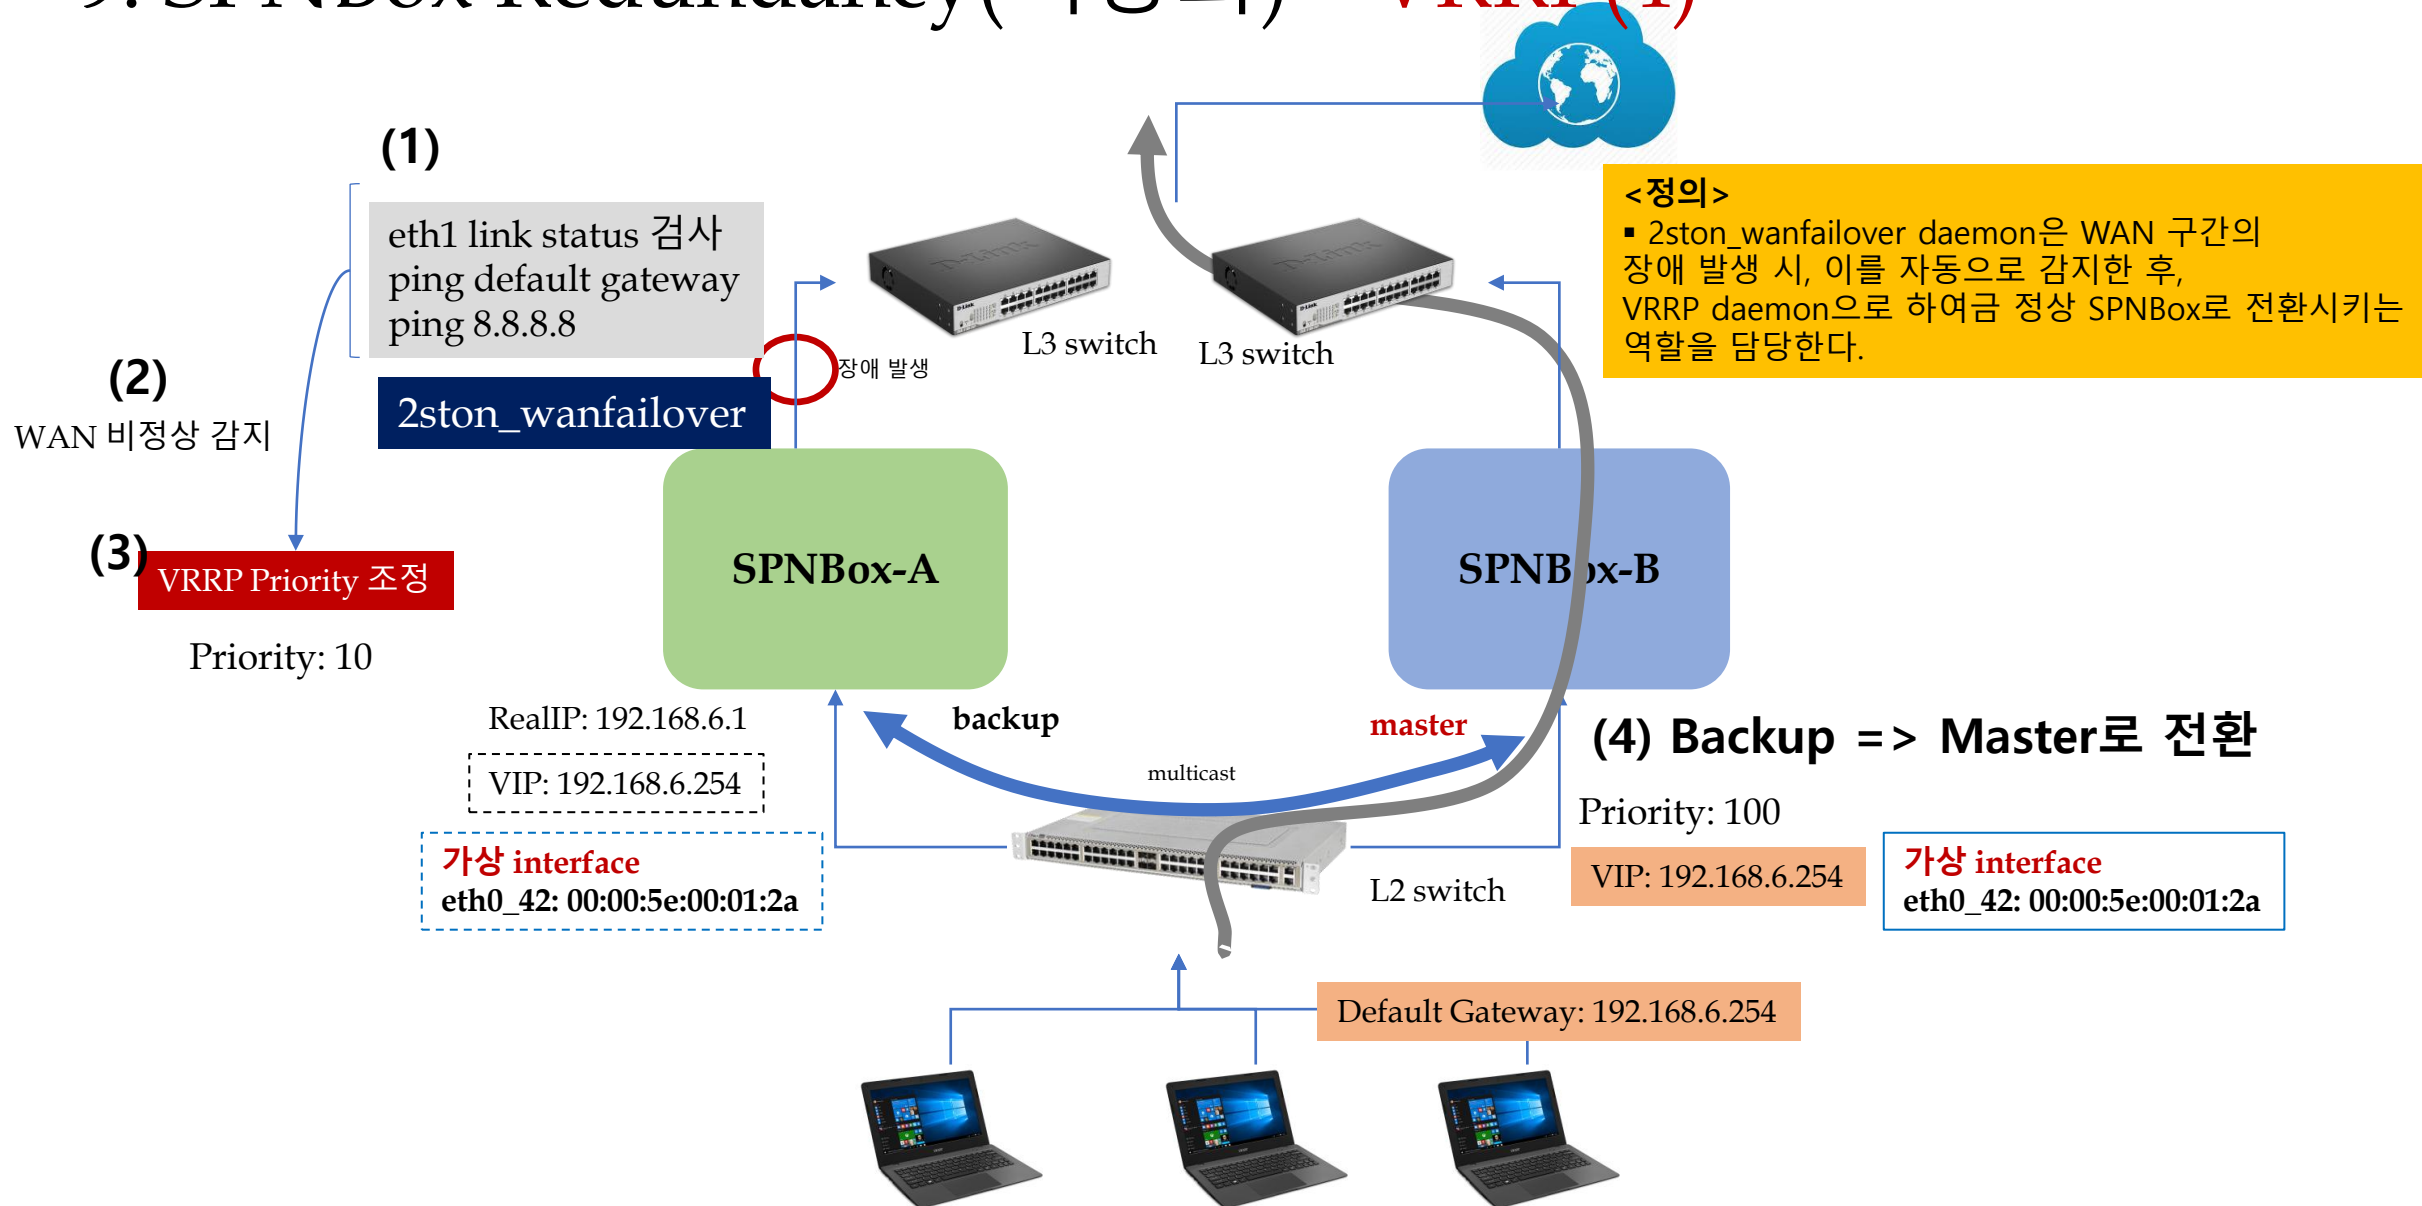 9. SPNBox Redundancy(
VRRP(4)
(1)
eth1 link status 검사
ping default gateway
ping 8.8.8.8
2ston_wanfailover
(2)
WAN 비정상 감지
(3)
VRRP Priority 조정
Priority: 10
장애 발생
L3 switch
L3 switch
<정의>
▪ 2ston_wanfailover daemon은 WAN 구간의
장애 발생 시, 이를 자동으로 감지한 후,
VRRP daemon으로 하여금 정상 SPNBox로 전환시키는
역할을 담당한다.
SPNBox-A
SPNBox-B
RealIP: 192.168.6.1
VIP: 192.168.6.254
backup
master
multicast
(4) Backup => Master로 전환
Priority: 100
가상 interface
eth0_42: 00:00:5e:00:01:2a
L2 switch
VIP: 192.168.6.254
가상 interface
eth0_42: 00:00:5e:00:01:2a
Default Gateway: 192.168.6.254